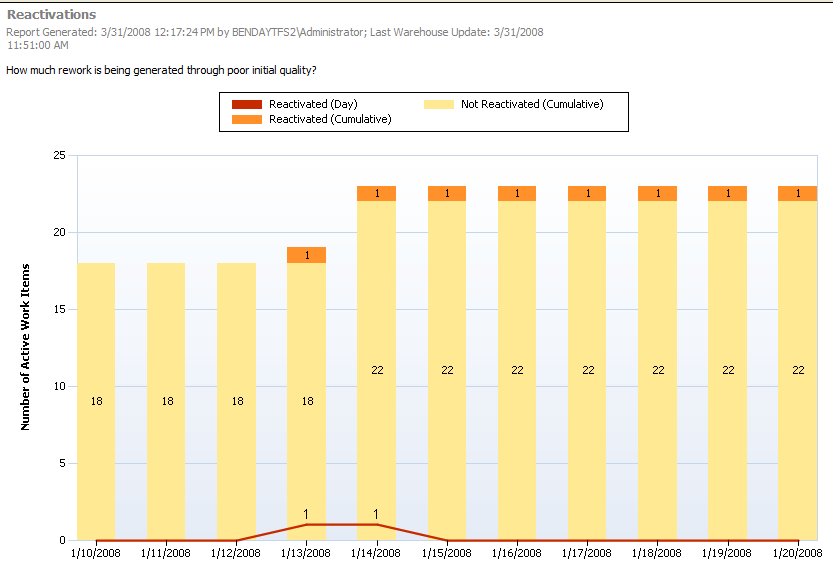 Reactivations
Report Generated: 3/31/2008 12:17:24 PM by BENDAYTFS2\Administrator; Last Warehouse Update: 3/31/2008
11:51:00 AM
How much rework is being generated through poor initial quality?
Reactivated (Day) Not Reactivated (Cumulative)
Reactivated (Cumulative)
Number of Active Work Items
25
20
15
10
5
0
1 1 1 1 1 1 1
1
22 22 22 22 22 22 22
18 18 18 18
1 1
1/10/2008 1/11/2008 1/12/2008 1/13/2008 1/14/2008 1/15/2008 1/16/2008 1/17/2008 1/18/2008 1/19/2008 1/20/2008